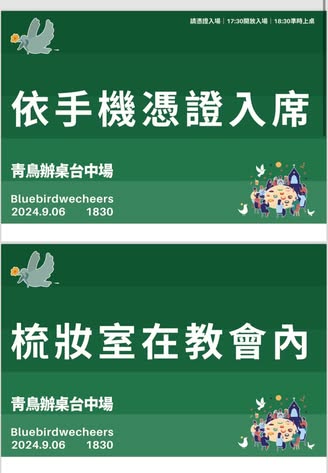 請憑證入場｜17:30開放入場｜18:30準時上桌
依手機憑證入席
青鳥辦桌台中場
Bluebirdwecheers
2024.9.06 1830
梳妝室在教會內
青鳥辦桌台中場
Bluebirdwecheers
2024.9.06 1830